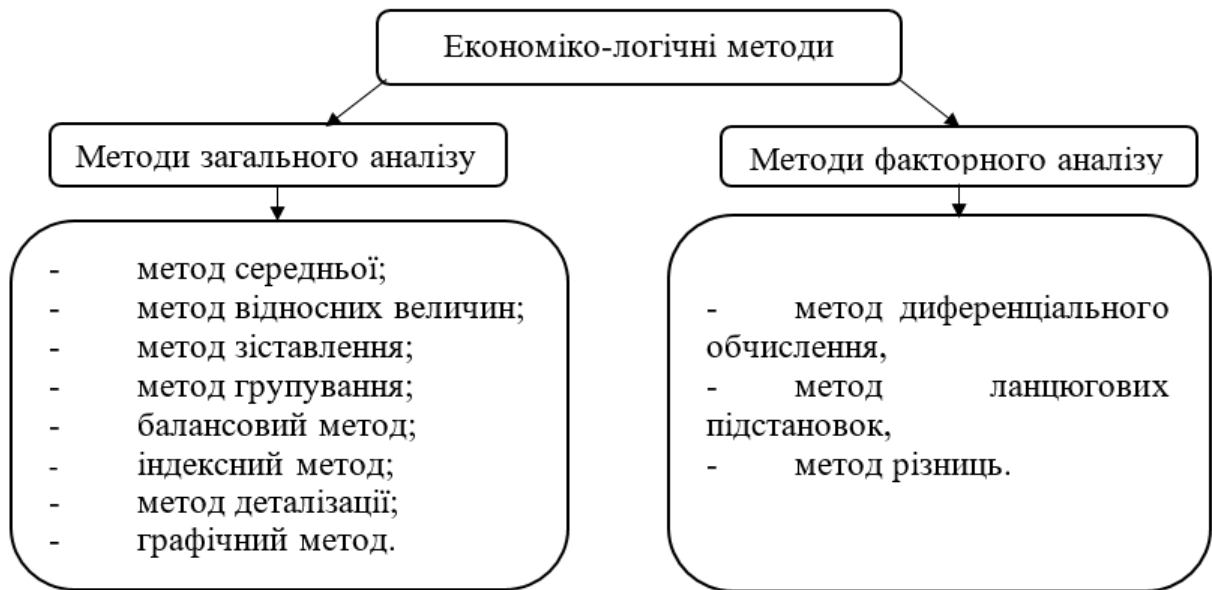 Економіко-логічні методи
Методи загального аналізу
Методи факторного аналізу
- метод середньої;
- метод відносних величин;
- метод зіставлення;
- метод групування;
- балансовий метод;
- індексний метод;
- метод деталізації;
- графічний метод.
- метод диференціального
обчислення,
- метод ланцюгових
підстановок,
- метод різниць.